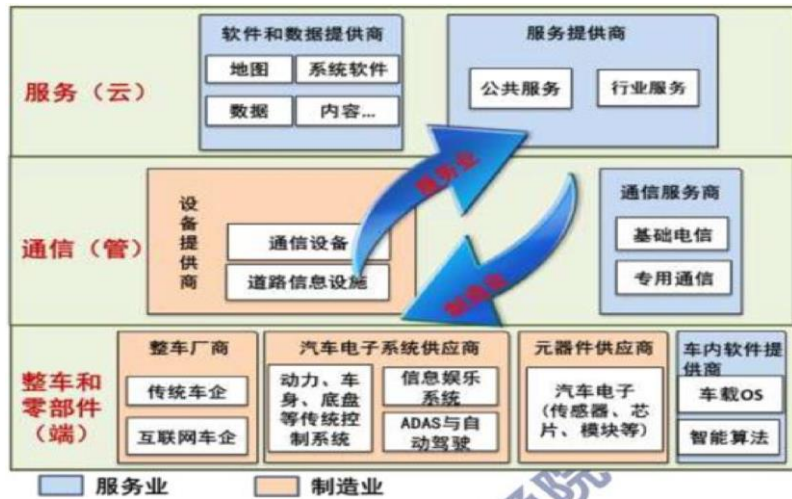 软件和数据提供商
地图
系统软件
数据
内容...
服务提供商
公共服务
行业服务
服务（云）
服务业
设备提供商
通信设备
道路信息设施
通信（管）
制造业
通信服务商
基础电信
专用通信
整车和
零部件
（端）
整车厂商
传统车企
互联网车企
汽车电子系统供应商
动力、车
身、底盘
等传统控
制系统
信息娱乐
系统
ADAS与自
动驾驶
元器件供应商
汽车电子
(传感器、芯
片、模块等)
车内软件提
供商
车载OS
智能算法
服务业
制造业
院